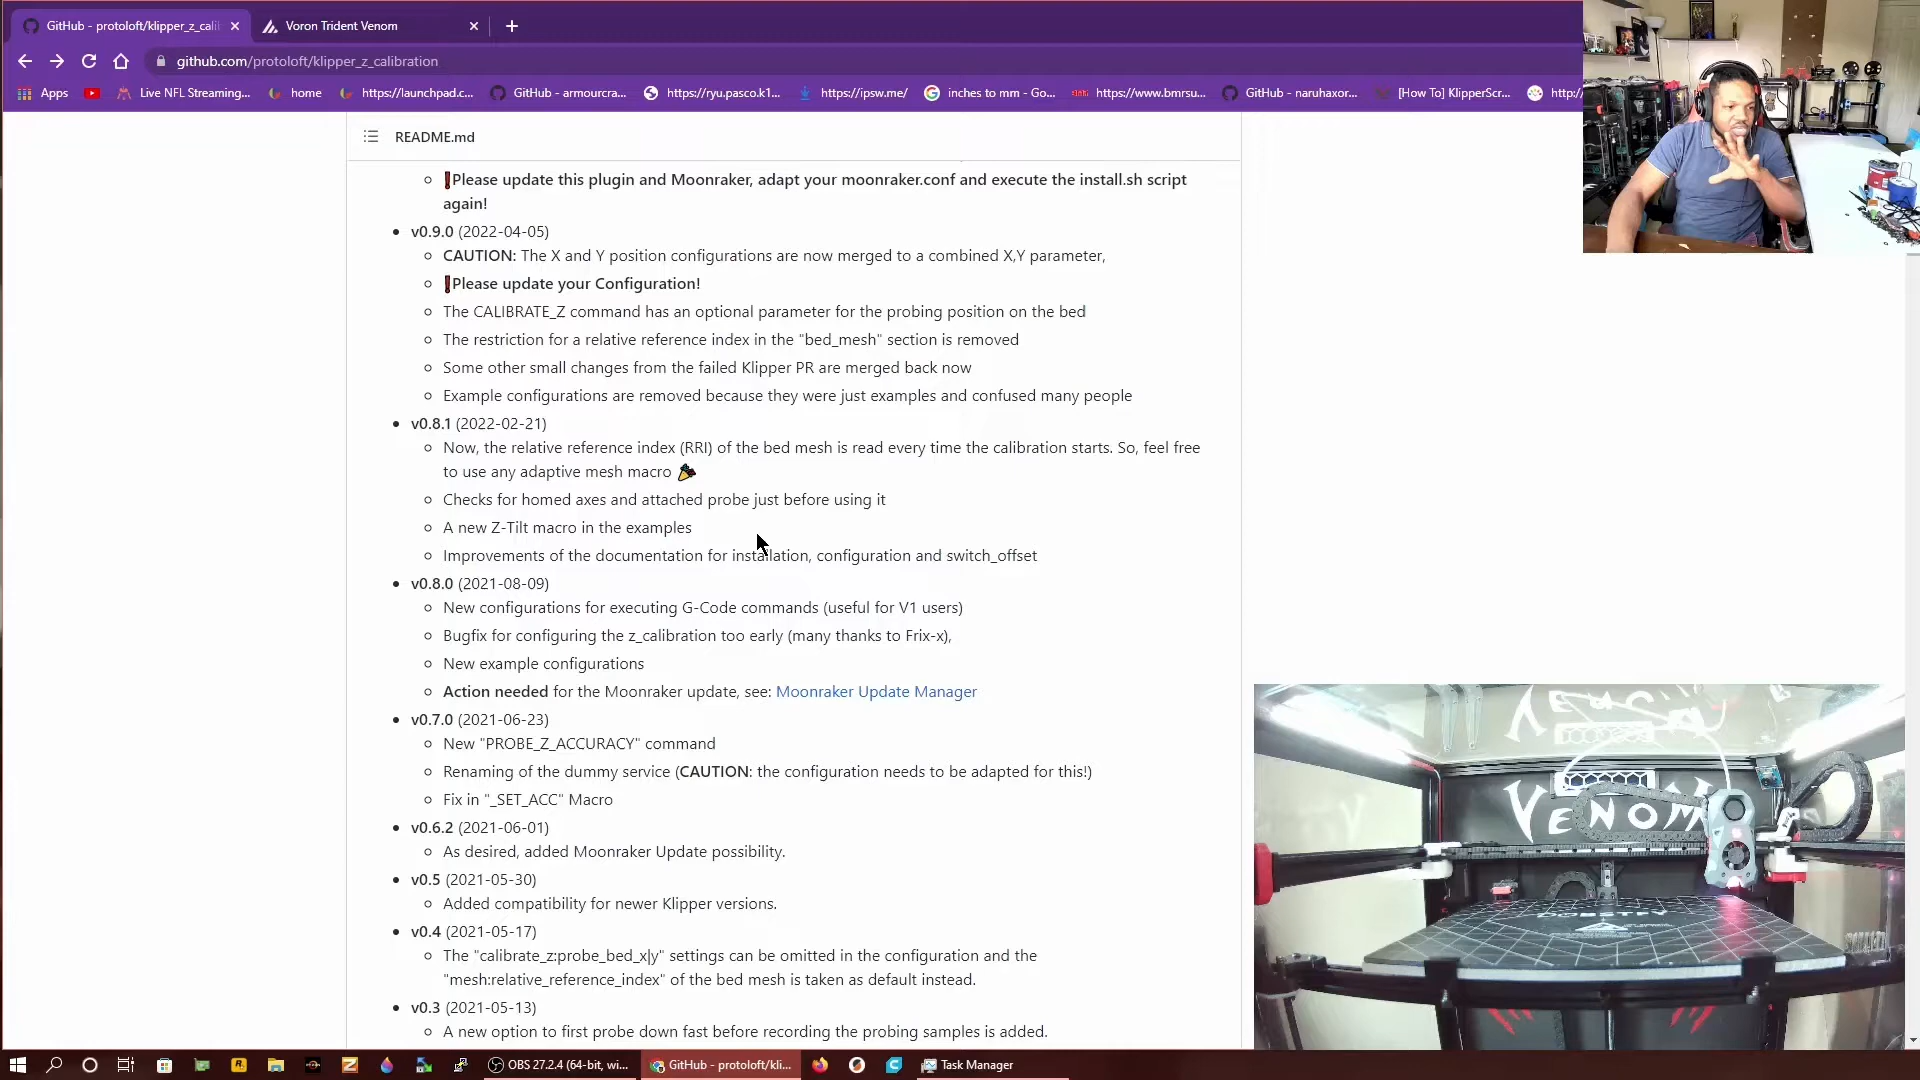 GitHub - protoloft/klipper_z_cali
Voron Trident Venom
github.com/protoloft/klipper_z_calibration
Apps
Live NFL Streaming...
home
https://launchpad.c...
GitHub - armourcra...
https://ryu.pasco.k1...
https://ipsw.me/
inches to mm - Go...
https://www.bmrsu...
GitHub - naruhaxor...
[How To] KlipperScr...
http:/
README.md
Please update this plugin and Moonraker, adapt your moonraker.conf and execute the install.sh script
again!
v0.9.0 (2022-04-05)
CAUTION: The X and Y position configurations are now merged to a combined X,Y parameter,
Please update your Configuration!
The CALIBRATE_Z command has an optional parameter for the probing position on the bed
The restriction for a relative reference index in the "bed_mesh" section is removed
Some other small changes from the failed Klipper PR are merged back now
Example configurations are removed because they were just examples and confused many people
v0.8.1 (2022-02-21)
Now, the relative reference index (RRI) of the bed mesh is read every time the calibration starts. So, feel free
to use any adaptive mesh macro
Checks for homed axes and attached probe just before using it
A new Z-Tilt macro in the examples
Improvements of the documentation for installation, configuration and switch_offset
v0.8.0 (2021-08-09)
New configurations for executing G-Code commands (useful for V1 users)
Bugfix for configuring the z_calibration too early (many thanks to Frix-x),
New example configurations
Action needed for the Moonraker update, see: Moonraker Update Manager
v0.7.0 (2021-06-23)
New "PROBE_Z_ACCURACY" command
Renaming of the dummy service (CAUTION: the configuration needs to be adapted for this!)
Fix in "_SET_ACC" Macro
v0.6.2 (2021-06-01)
As desired, added Moonraker Update possibility.
v0.5 (2021-05-30)
Added compatibility for newer Klipper versions.
v0.4 (2021-05-17)
The "calibrate_z:probe_bed_x|y" settings can be omitted in the configuration and the
"mesh:relative_reference_index" of the bed mesh is taken as default instead.
v0.3 (2021-05-13)
A new option to first probe down fast before recording the probing samples is added.
VENOM
OBS 27.2.4 (64-bit, wi...
GitHub - protoloft/kli...
Task Manager